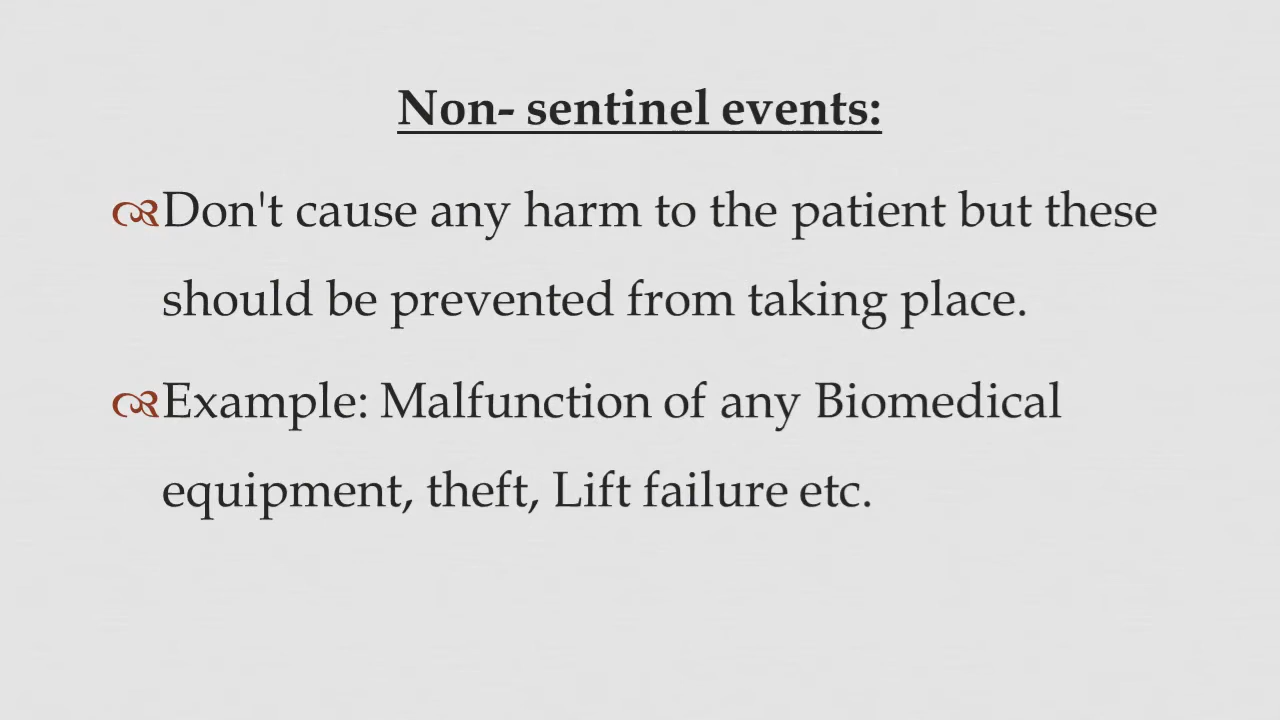 Non- sentinel events:
Don't cause any harm to the patient but these
should be prevented from taking place.
Example: Malfunction of any Biomedical
equipment, theft, Lift failure etc.